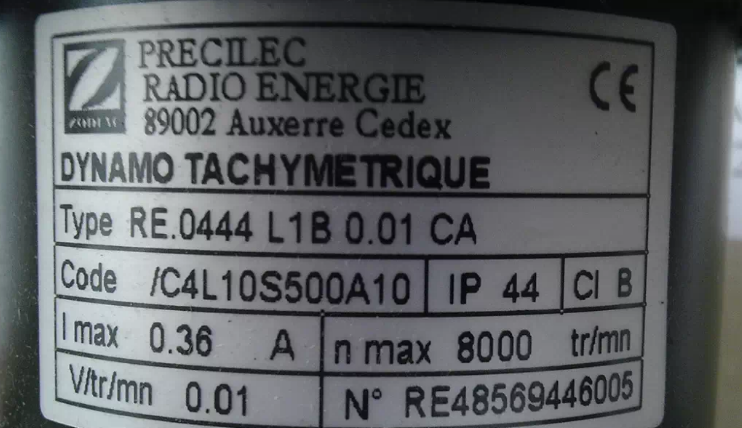 PRECILEC
RADIO ENERGIE
89002 Auxerre Cedex
CE
ZODIAC
DYNAMO TACHYMETRIQUE
Type RE.0444 L1B 0.01 CA
Code /C4L10S500A10 IP 44 Cl B
I max 0.36 A n max 8000 tr/mn
V/tr/mn 0.01 N° RE48569446005